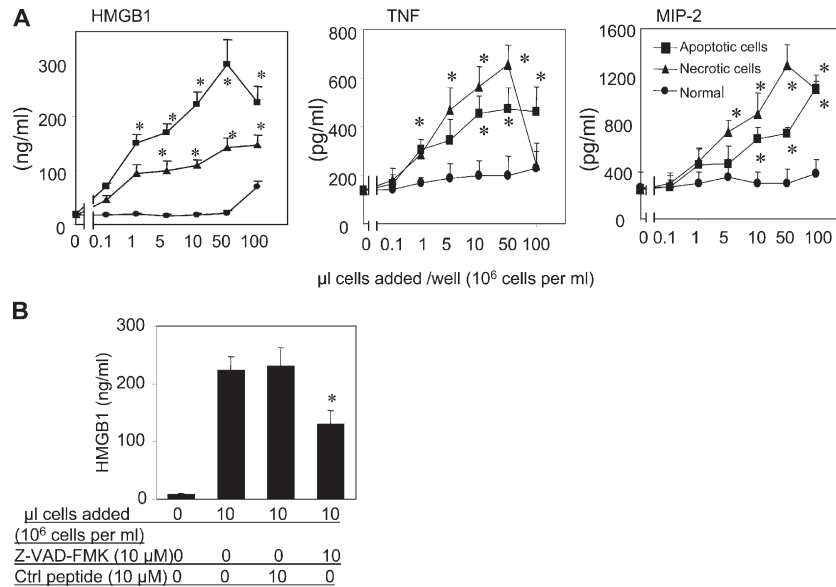 A
HMGB1
TNF
MIP-2
(ng/ml)
300
200
100
0
0 0.1 1 5 10 50 100
(pg/ml)
800
600
400
200
0
0 0.1 1 5 10 50 100
(pg/ml)
1600
1200
800
400
0
0 0.1 1 5 10 50 100
Apoptotic cells
Necrotic cells
Normal
* * * * *
* * * * *
* * * * *
* *
* * * *
* * *
µl cells added /well (10⁶ cells per ml)
B
HMGB1 (ng/ml)
300
200
100
0
*
µl cells added 0 10 10 10
(10⁶ cells per ml)
Z-VAD-FMK (10 µM) 0 0 0 10
Ctrl peptide (10 µM) 0 0 10 0